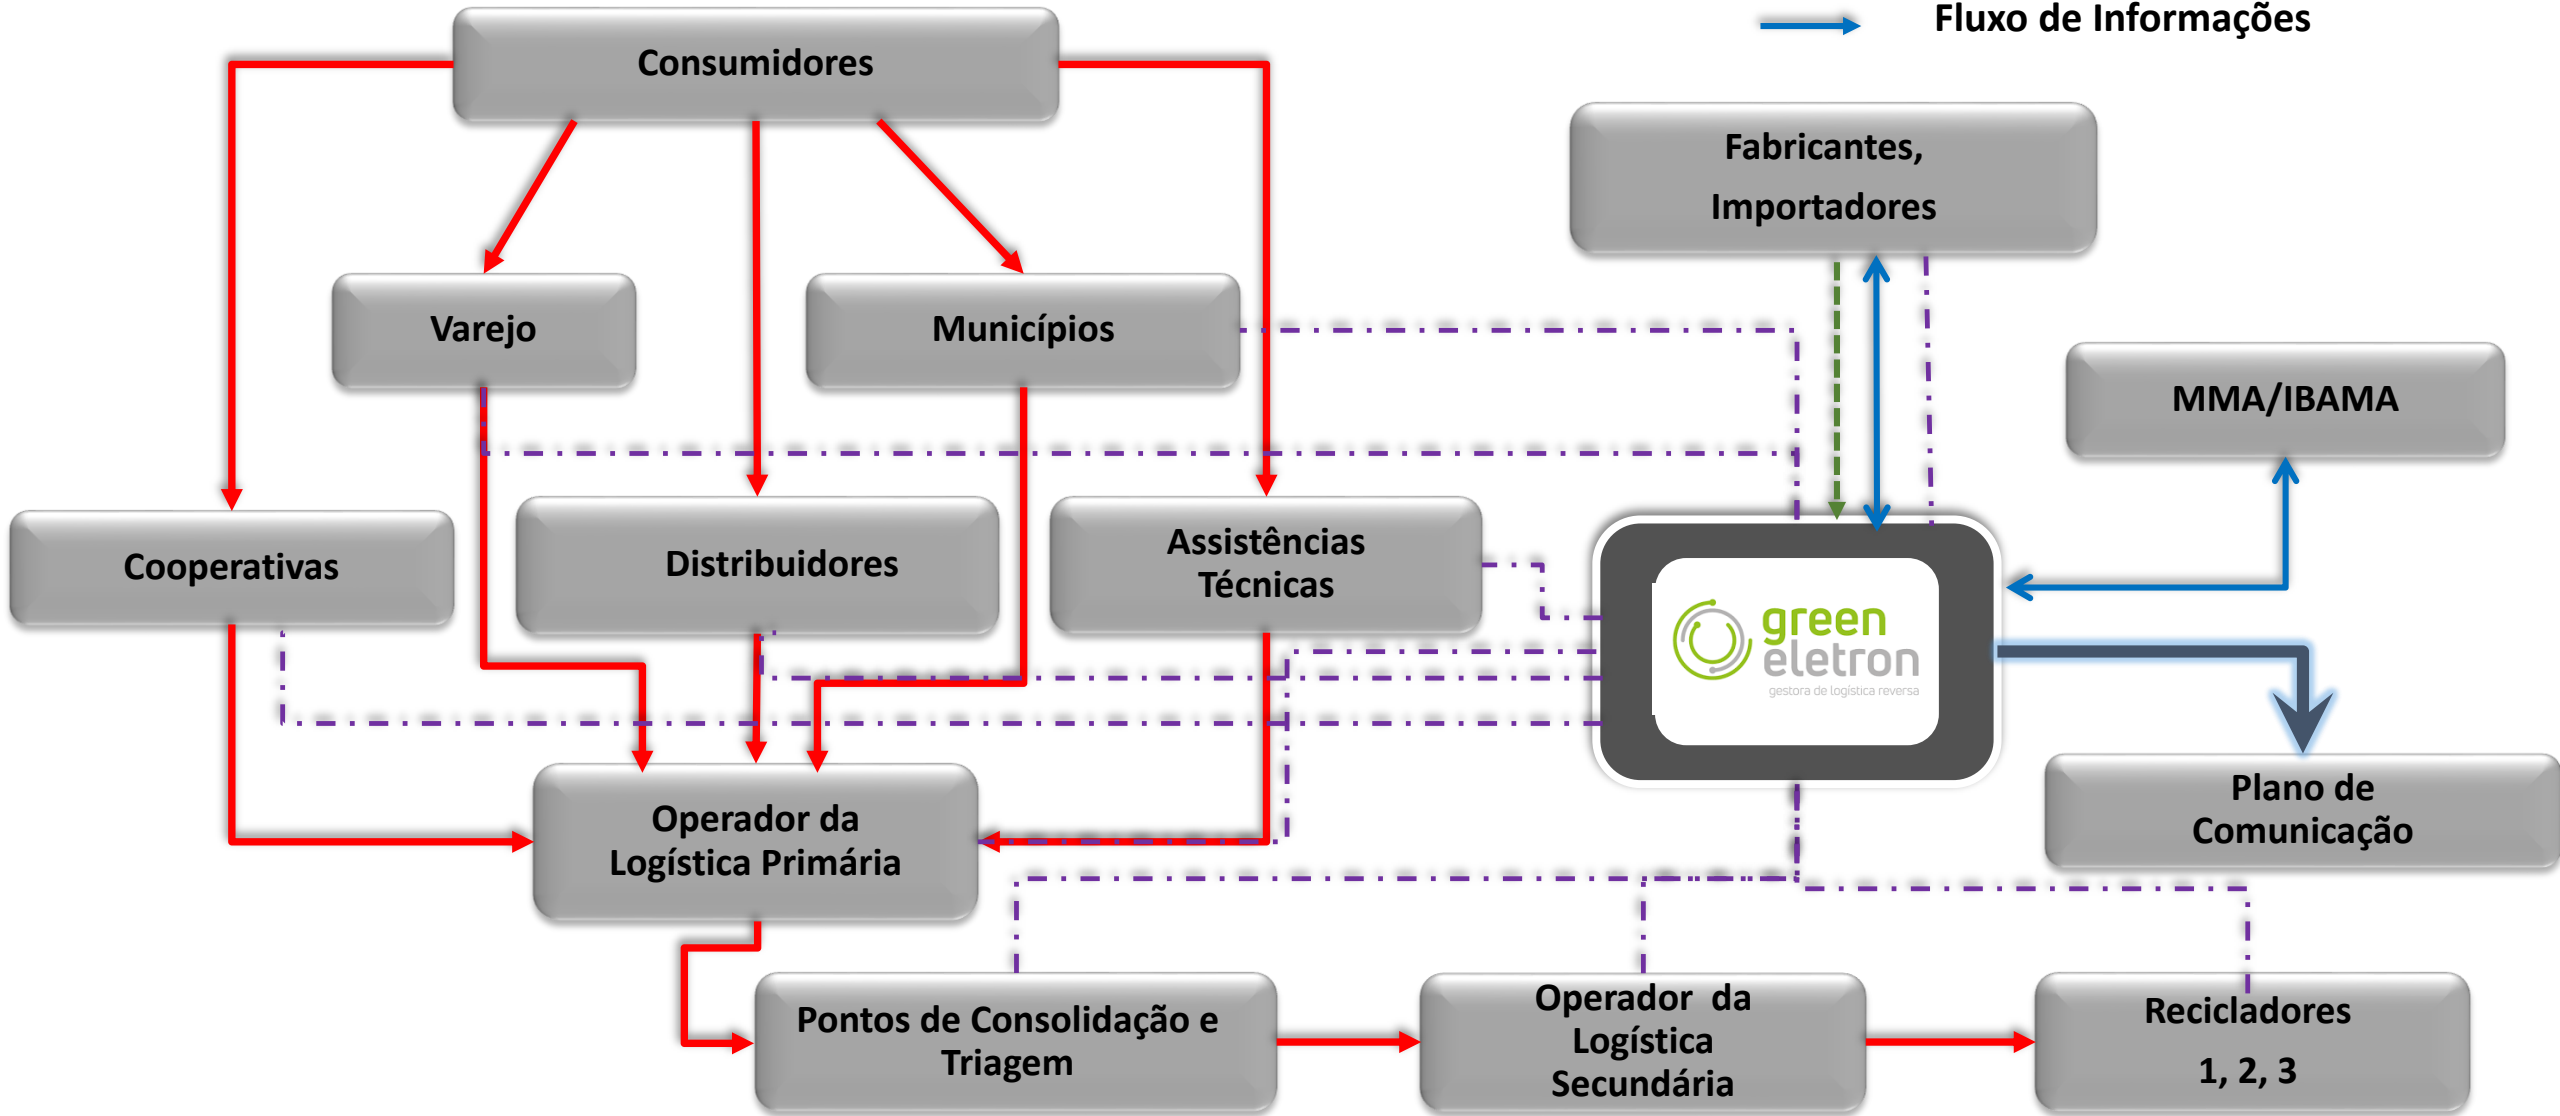 Fluxo de Informações
Consumidores
Fabricantes,
Importadores
Varejo
Municípios
MMA/IBAMA
Cooperativas
Distribuidores
Assistências
Técnicas
green
eletron
gestora de logística reversa
Plano de
Comunicação
Operador da
Logística Primária
Pontos de Consolidação e
Triagem
Operador da
Logística
Secundária
Recicladores
1, 2, 3